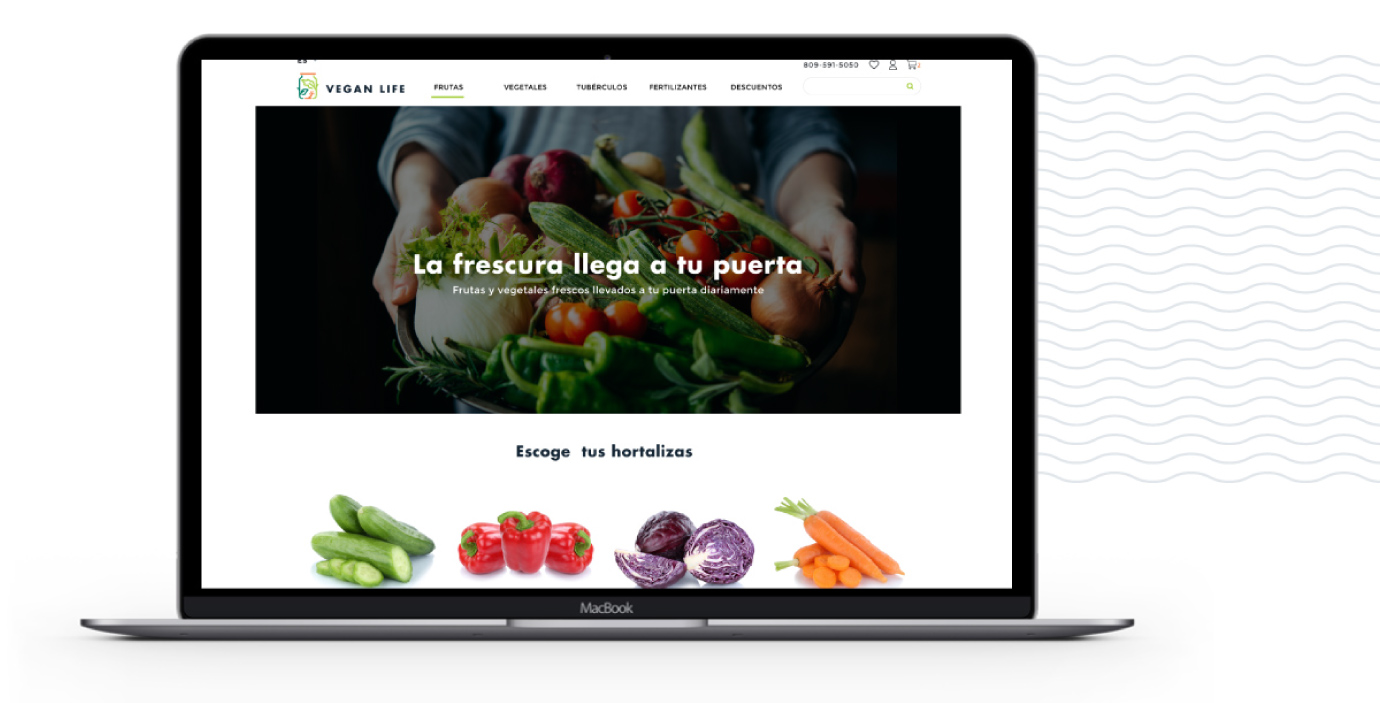 ES
809-591-5050
VEGAN LIFE
FRUTAS
VEGETALES
TUBÉRCULOS
FERTILIZANTES
DESCUENTOS
La frescura llega a tu puerta
Frutas y vegetales frescos llevados a tu puerta diariamente
Escoge tus hortalizas
MacBook